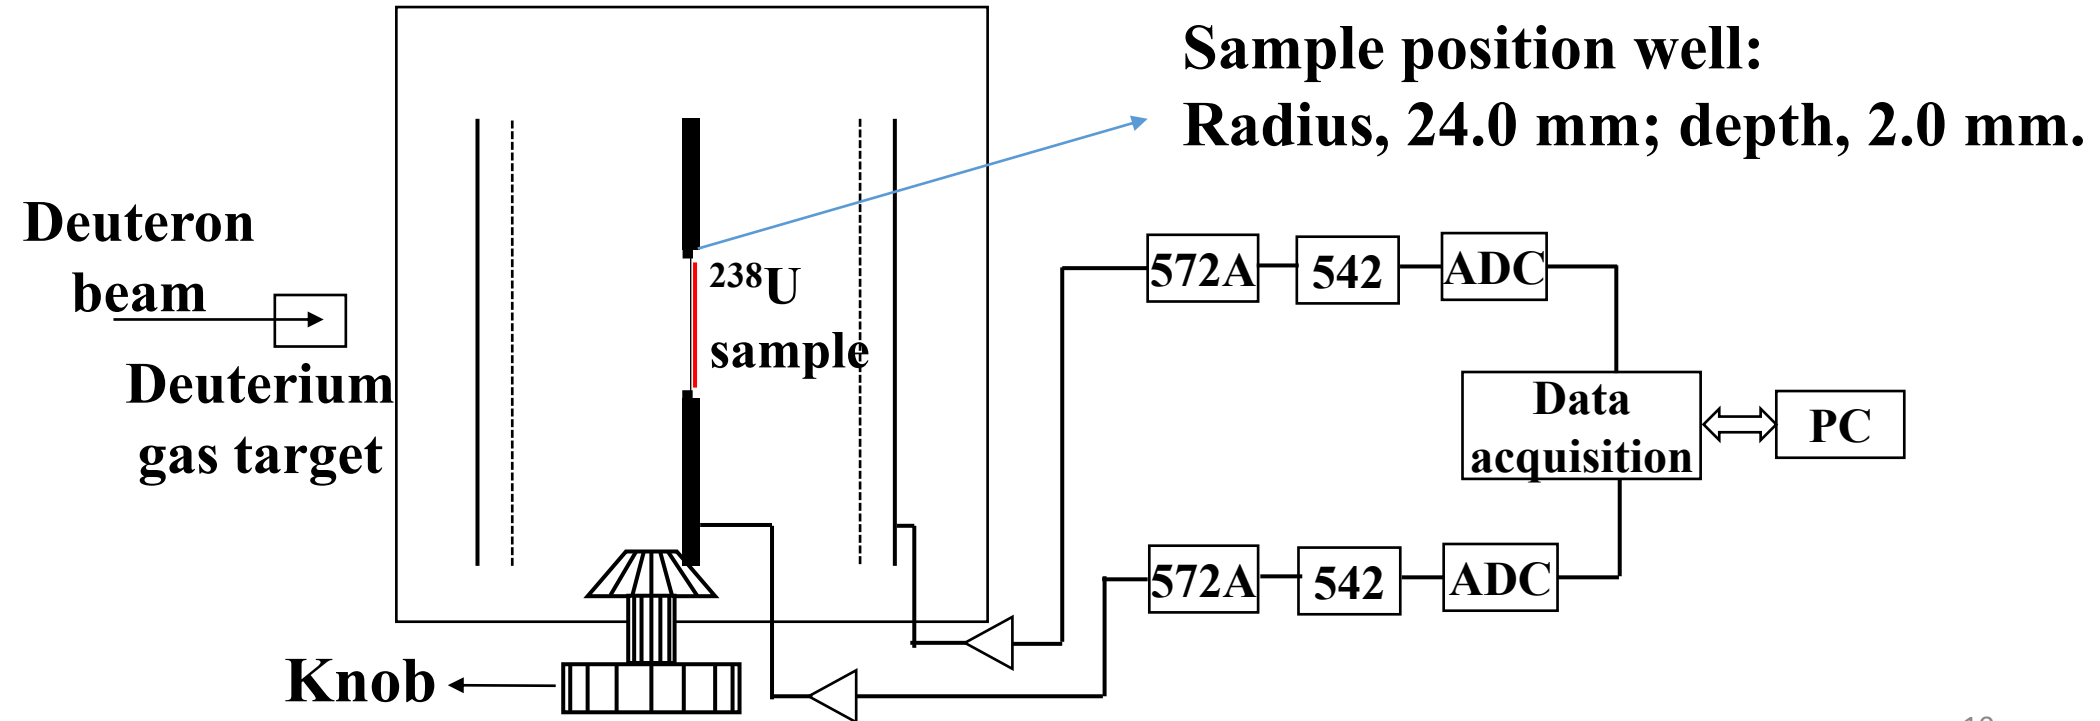 Sample position well:
Radius, 24.0 mm; depth, 2.0 mm.
Deuteron
beam
Deuterium
gas target
²³⁸U
sample
572A
542
ADC
Data
acquisition
PC
572A
542
ADC
Knob